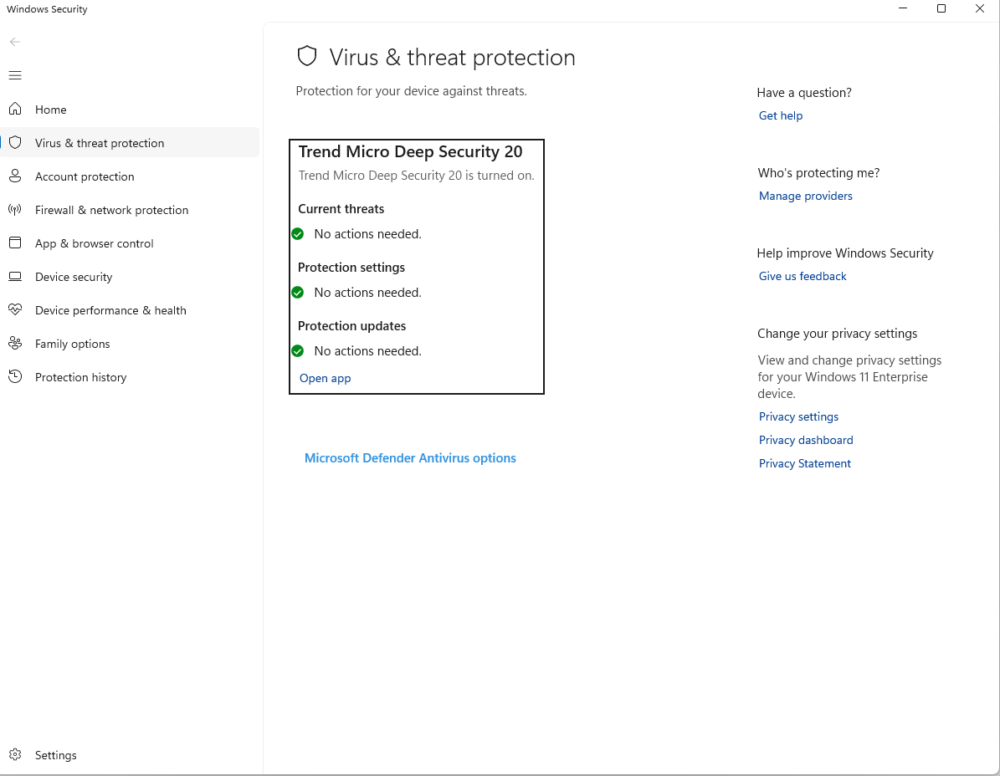 Windows Security
Home
Virus & threat protection
Account protection
Firewall & network protection
App & browser control
Device security
Device performance & health
Family options
Protection history
Settings
Virus & threat protection
Protection for your device against threats.
Trend Micro Deep Security 20
Trend Micro Deep Security 20 is turned on.
Current threats
No actions needed.
Protection settings
No actions needed.
Protection updates
No actions needed.
Open app
Microsoft Defender Antivirus options
Have a question?
Get help
Who's protecting me?
Manage providers
Help improve Windows Security
Give us feedback
Change your privacy settings
View and change privacy settings
for your Windows 11 Enterprise
device.
Privacy settings
Privacy dashboard
Privacy Statement